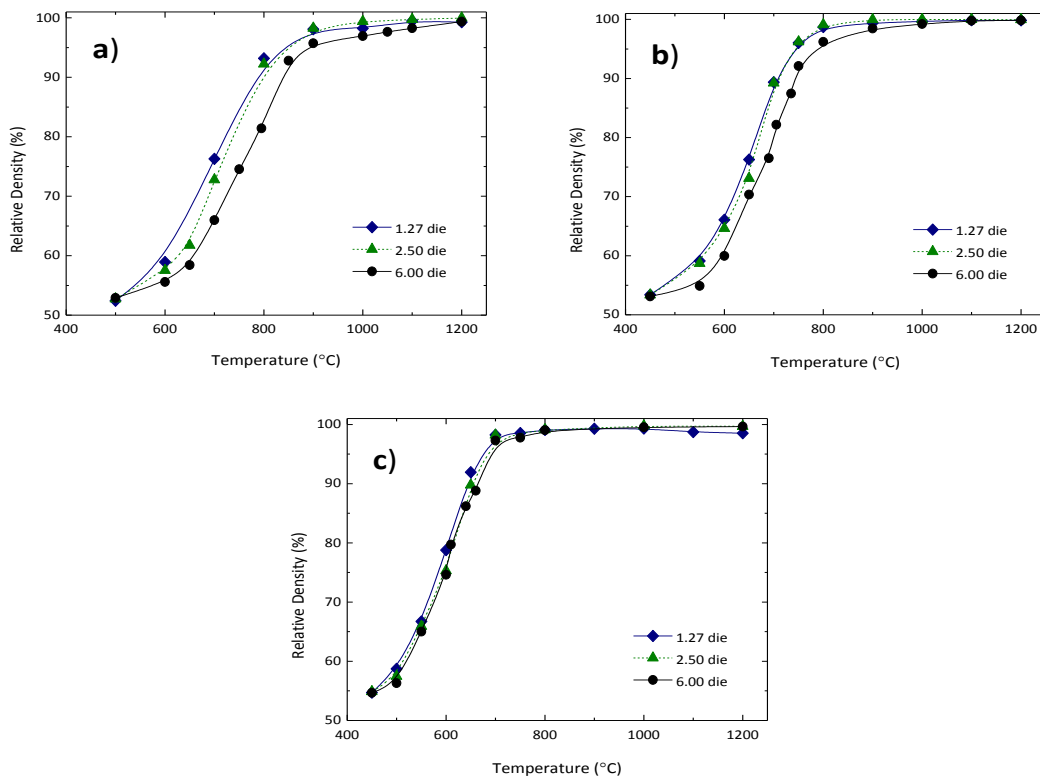 a)
Relative Density (%)
100
90
80
70
60
50
400
600
800
1000
1200
Temperature (°C)
1.27 die
2.50 die
6.00 die
b)
Relative Density (%)
100
90
80
70
60
50
400
600
800
1000
1200
Temperature (°C)
1.27 die
2.50 die
6.00 die
c)
Relative Density (%)
100
90
80
70
60
50
400
600
800
1000
1200
Temperature (°C)
1.27 die
2.50 die
6.00 die